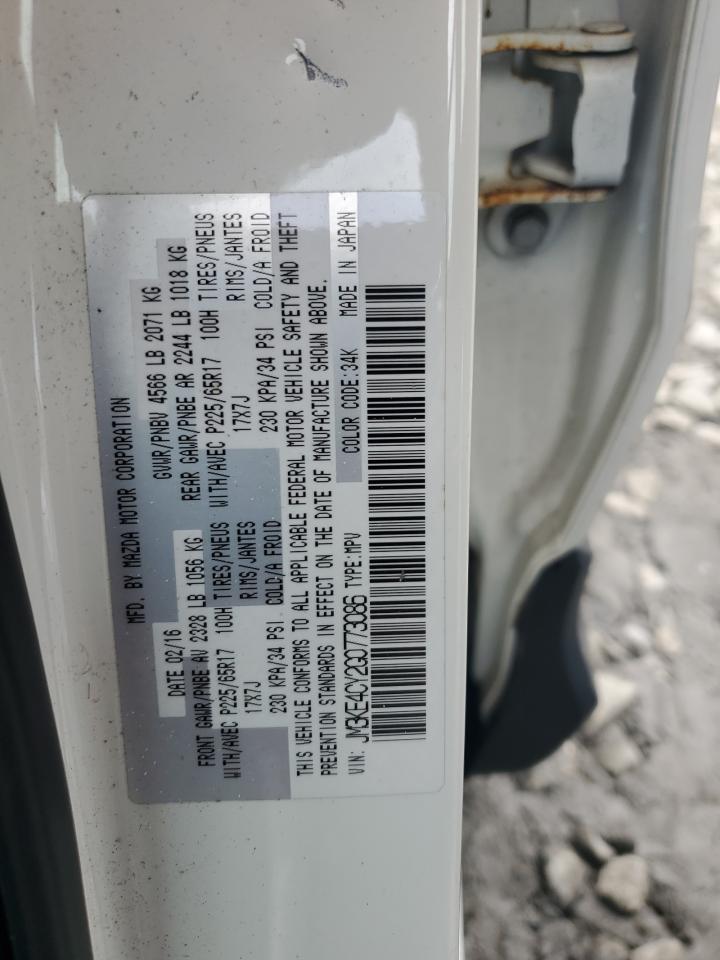 MFD. BY MAZDA MOTOR CORPORATION
DATE 02/16 GVWR/PNBV 4566 LB 2071 KG
FRONT GAWR/PNBE AV 2328 LB 1056 KG REAR GAWR/PNBE AR 2244 LB 1018 KG
WITH/AVEC P225/65R17 100H TIRES/PNEUS WITH/AVEC P225/65R17 100H TIRES/PNEUS
17X7J RIMS/JANTES 17X7J RIMS/JANTES
230 KPA/34 PSI COLD/A FROID 230 KPA/34 PSI COLD/A FROID
THIS VEHICLE CONFORMS TO ALL APPLICABLE FEDERAL MOTOR VEHICLE SAFETY AND THEFT
PREVENTION STANDARDS IN EFFECT ON THE DATE OF MANUFACTURE SHOWN ABOVE.
VIN: JM3KE4CY2G0773086 TYPE:MPV COLOR CODE:34K MADE IN JAPAN